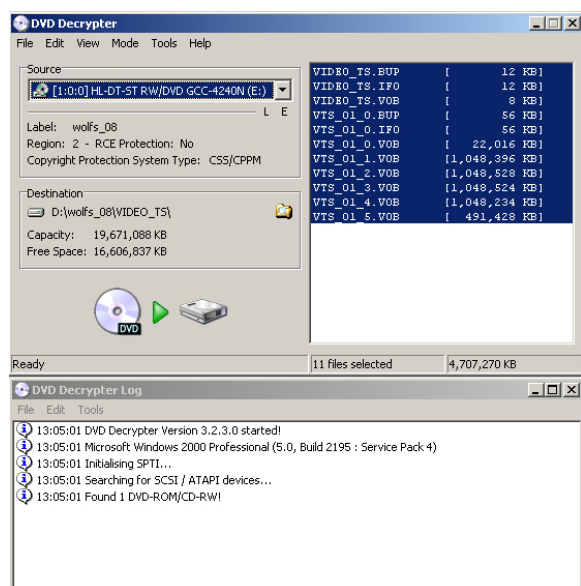 DVD Decrypter
File Edit View Mode Tools Help
Source
[1:0:0] HL-DT-ST RW/DVD GCC-4240N (E:)
L E
Label: wolfs_08
Region: 2 - RCE Protection: No
Copyright Protection System Type: CSS/CPPM
Destination
D:\wolfs_08\VIDEO_TS\
Capacity: 19,671,088 KB
Free Space: 16,606,837 KB
DVD
VIDEO_TS.BUP [ 12 KB]
VIDEO_TS.IFO [ 12 KB]
VIDEO_TS.VOB [ 8 KB]
VTS_01_0.BUP [ 56 KB]
VTS_01_0.IFO [ 56 KB]
VTS_01_0.VOB [ 22,016 KB]
VTS_01_1.VOB [1,048,396 KB]
VTS_01_2.VOB [1,048,528 KB]
VTS_01_3.VOB [1,048,524 KB]
VTS_01_4.VOB [1,048,234 KB]
VTS_01_5.VOB [ 491,428 KB]
Ready 11 files selected 4,707,270 KB
DVD Decrypter Log
File Edit Tools
13:05:01 DVD Decrypter Version 3.2.3.0 started!
13:05:01 Microsoft Windows 2000 Professional (5.0, Build 2195 : Service Pack 4)
13:05:01 Initialising SPTI...
13:05:01 Searching for SCSI / ATAPI devices...
13:05:01 Found 1 DVD-ROM/CD-RW!